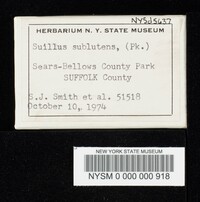 NYSd5637
HERBARIUM N. Y. STATE MUSEUM
Suillus sublutens, (Pk.)
Sears-Bellows County Park
SUFFOLK County
S.J. Smith et al. 51518
October 10, 1974
NEW YORK STATE MUSEUM
NYSM 0 000 000 918